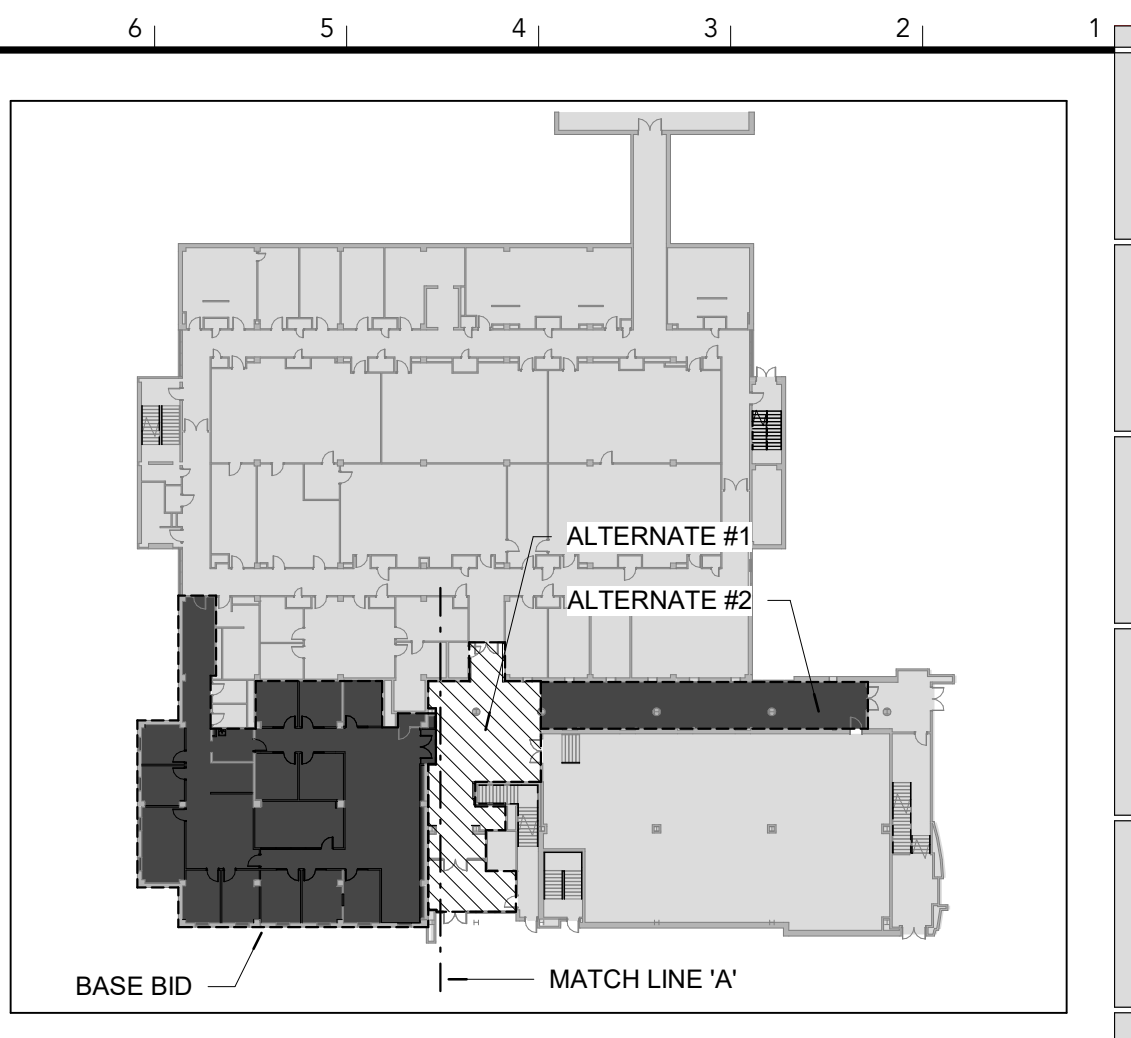 6 5 4 3 2 1
ALTERNATE #1
ALTERNATE #2
BASE BID
MATCH LINE 'A'